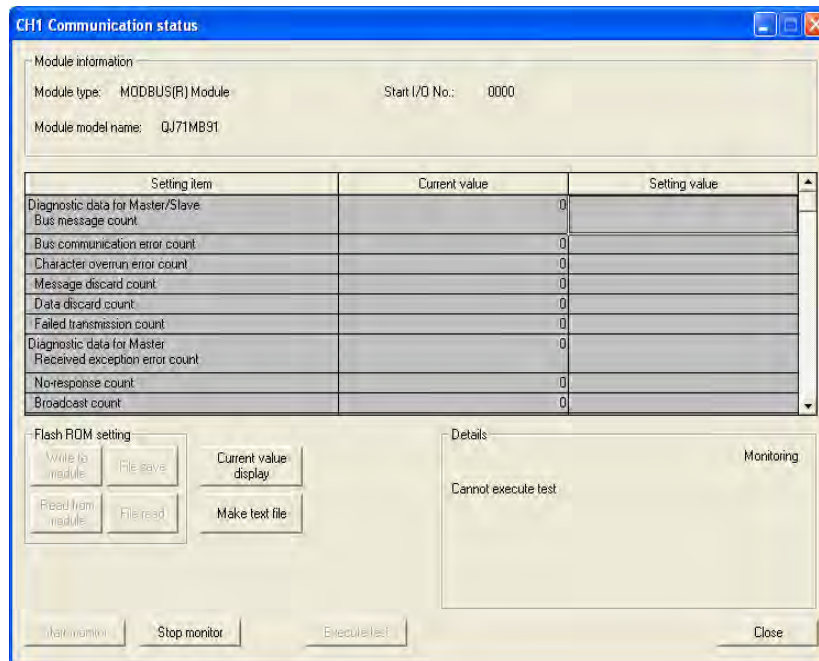 CH1 Communication status
Module information
Module type: MODBUS(R) Module Start I/O No.: 0000
Module model name: QJ71MB91
Setting item Current value Setting value
Diagnostic data for Master/Slave
Bus message count 0
Bus communication error count 0
Character overrun error count 0
Message discard count 0
Data discard count 0
Failed transmission count 0
Diagnostic data for Master
Received exception error count 0
No-response count 0
Broadcast count 0
Flash ROM setting
Write to
module
File save
Current value
display
Read from
module
File read
Make text file
Details
Monitoring
Cannot execute test
Start monitor Stop monitor Execute test Close